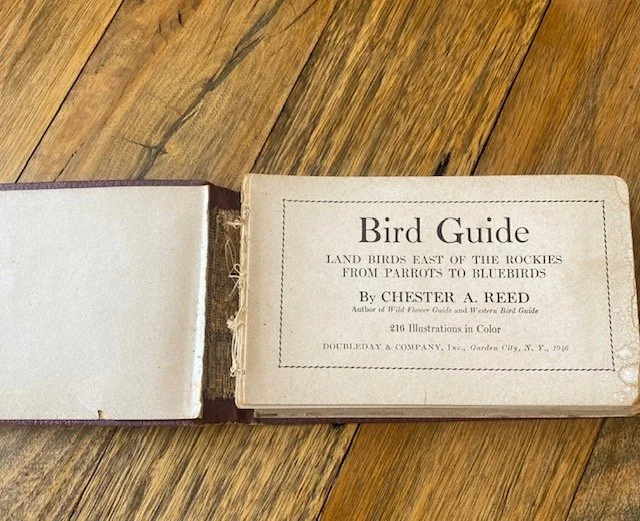 Bird Guide
LAND BIRDS EAST OF THE ROCKIES
FROM PARROTS TO BLUEBIRDS
By CHESTER A. REED
Author of Wild Flower Guide and Western Bird Guide
216 Illustrations in Color
DOUBLEDAY & COMPANY, Inc., Garden City, N. Y., 1946